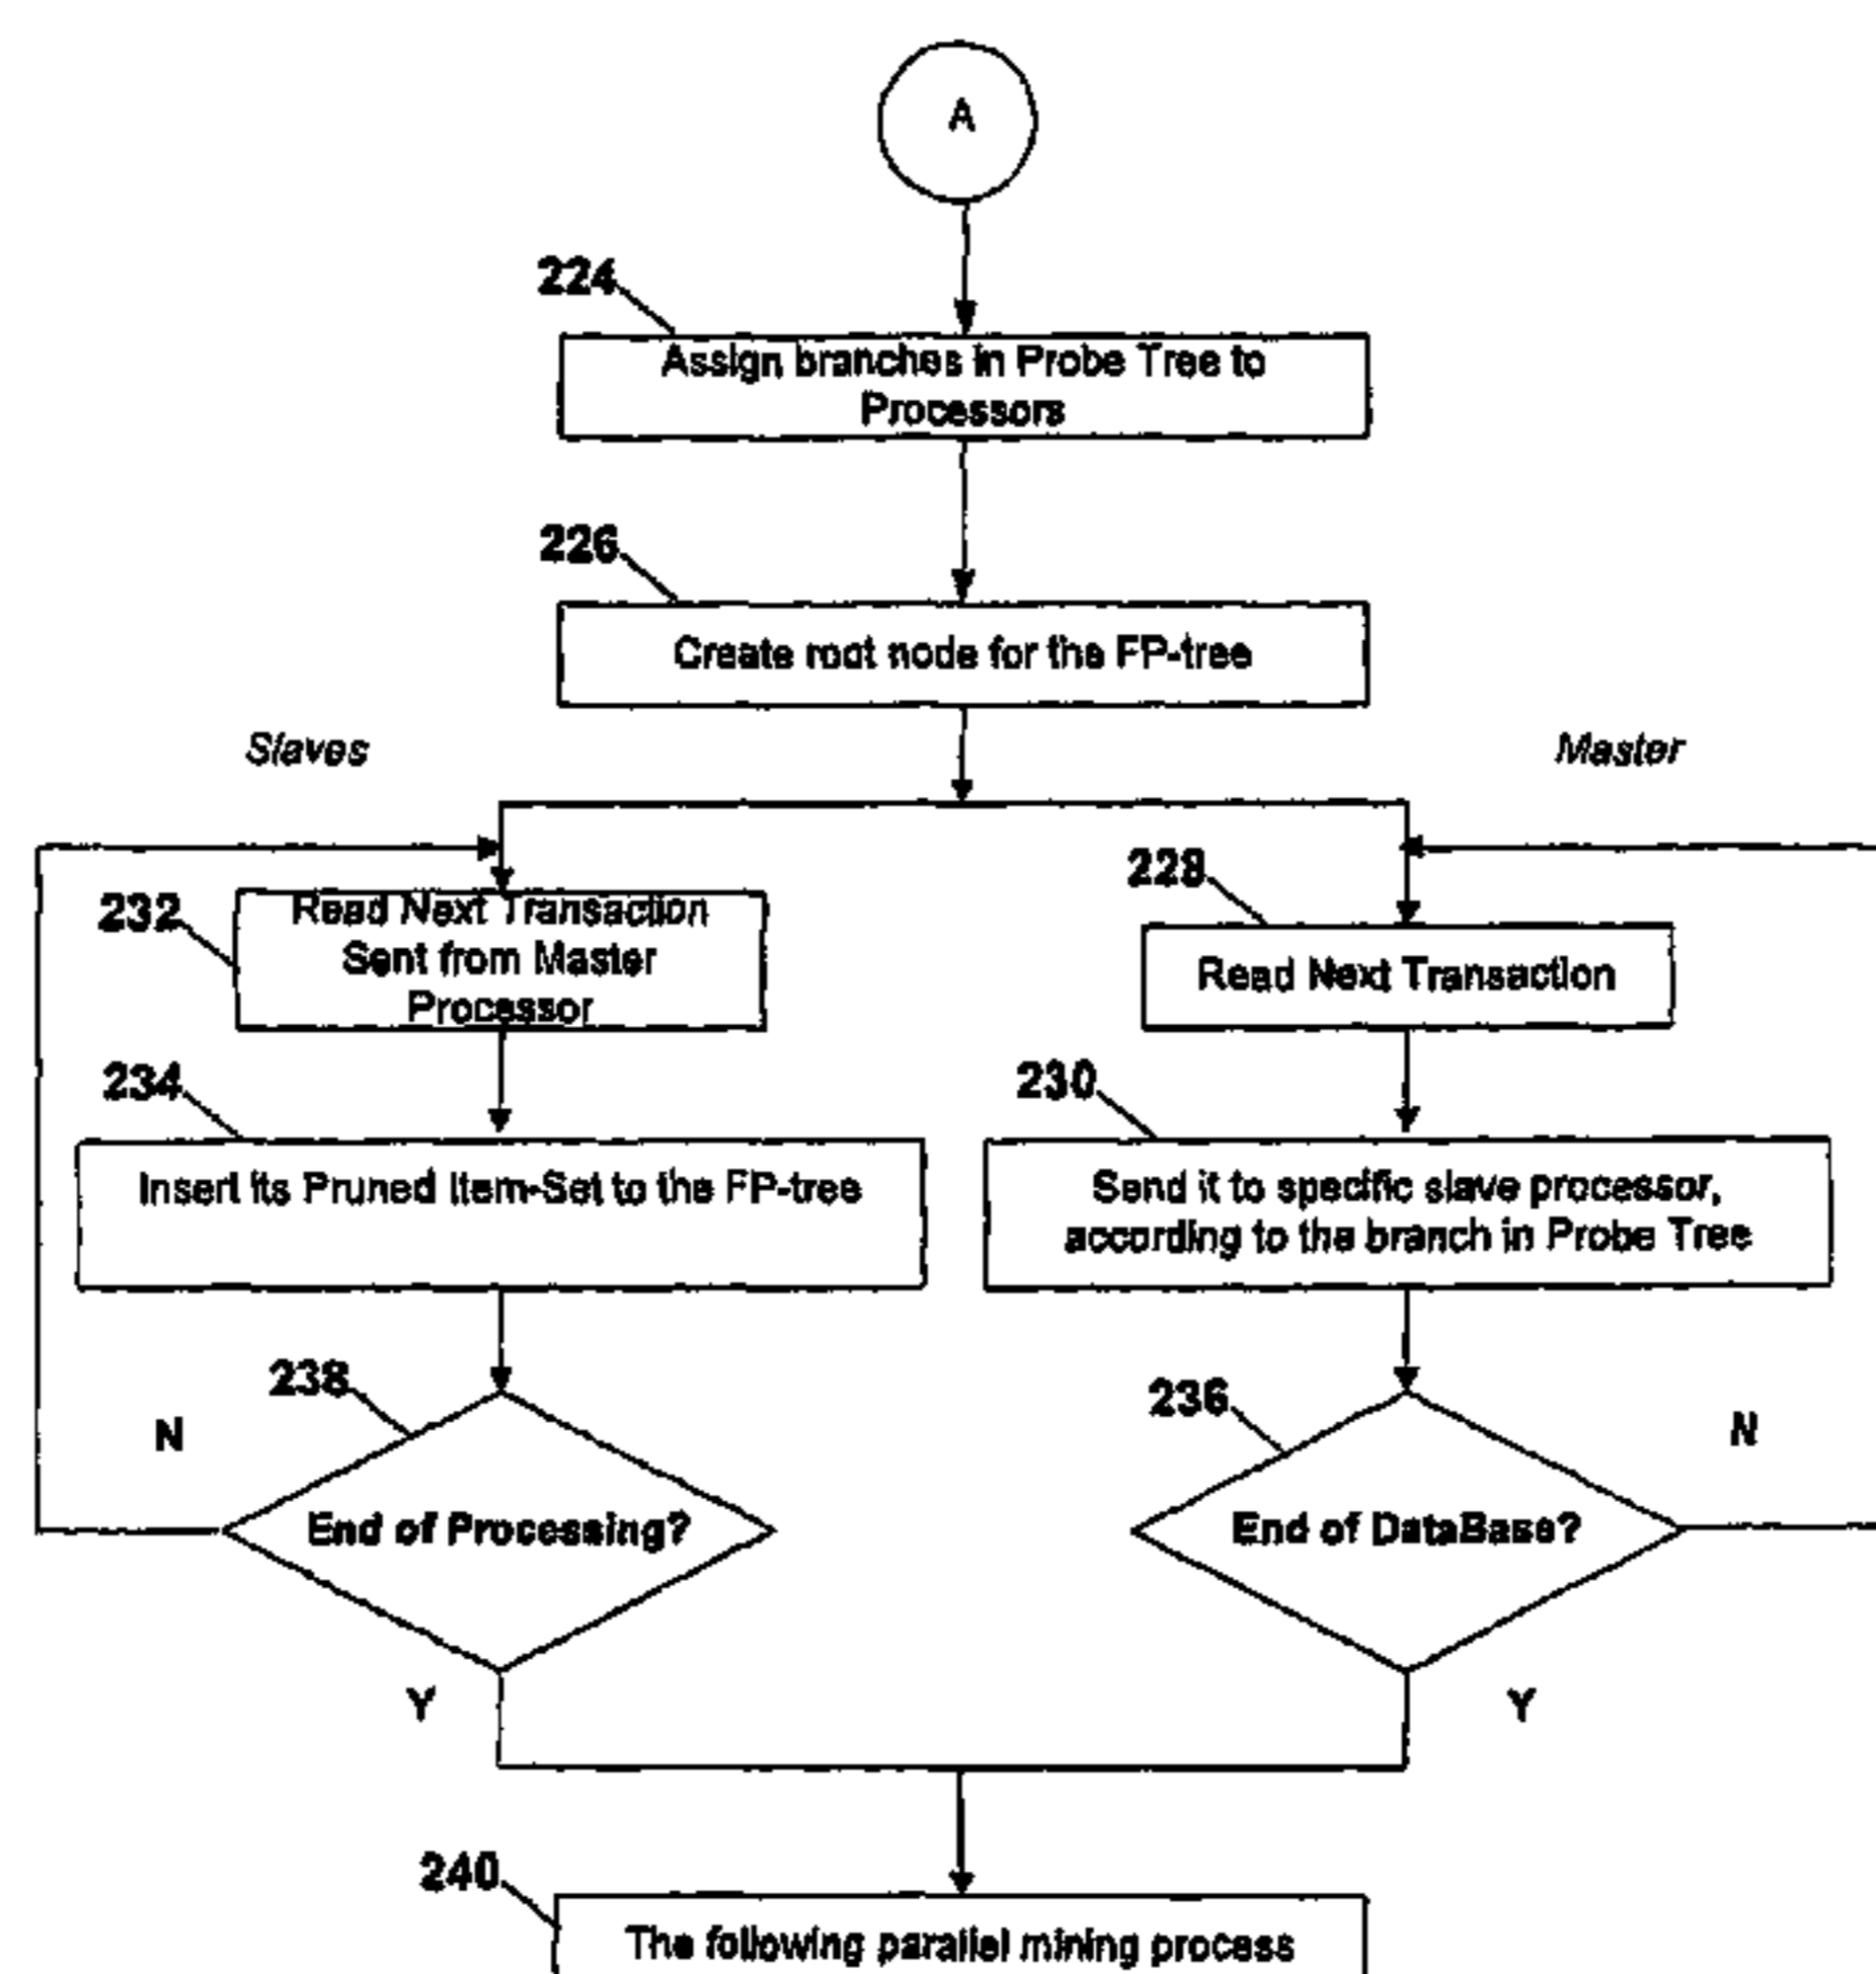 A
224
Assign branches in Probe Tree to
Processors
226
Create root node for the FP-tree
Slaves
Master
232
Read Next Transaction
Sent from Master
Processor
228
Read Next Transaction
234
Insert its Pruned Item-Set to the FP-tree
230
Send it to specific slave processor,
according to the branch in Probe Tree
238
N
End of Processing?
Y
236
N
End of DataBase?
Y
240
The following parallel mining process